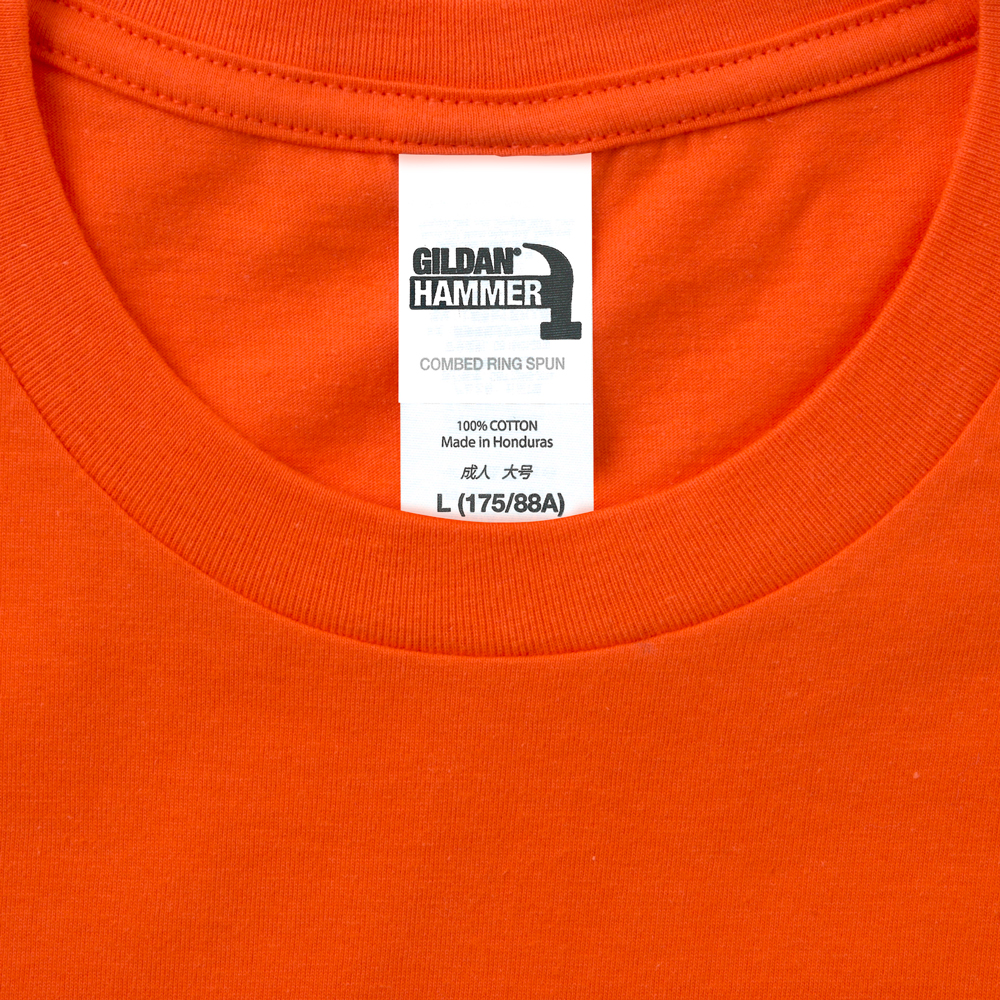 GILDAN®
HAMMER
COMBED RING SPUN
100% COTTON
Made in Honduras
成人 大号
L (175/88A)